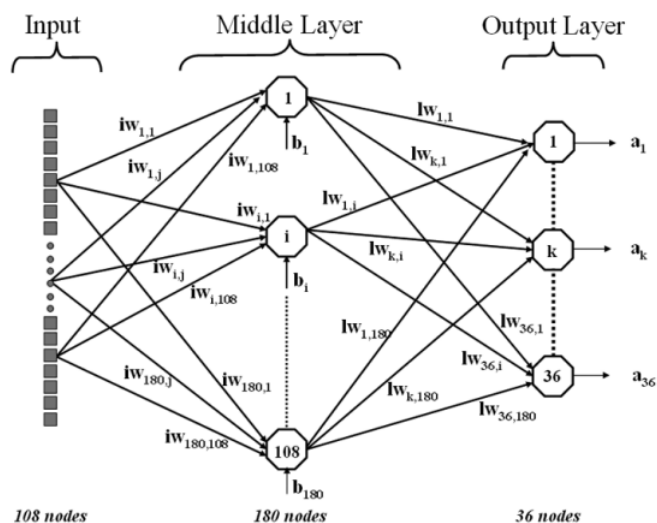 Input Middle Layer Output Layer
1
iw1,1
lw1,1
iw1,j
b1
1
a1
iw1,108
lwk,1
iwi,1
lw1,i
i
k
ak
iwi,j
lwk,i
bi
iwi,108
lw1,180
lw36,1
lw36,i
iw180,j
iw180,1
36
a36
lwk,180
lw36,180
iw180,108
108
b180
108 nodes 180 nodes 36 nodes